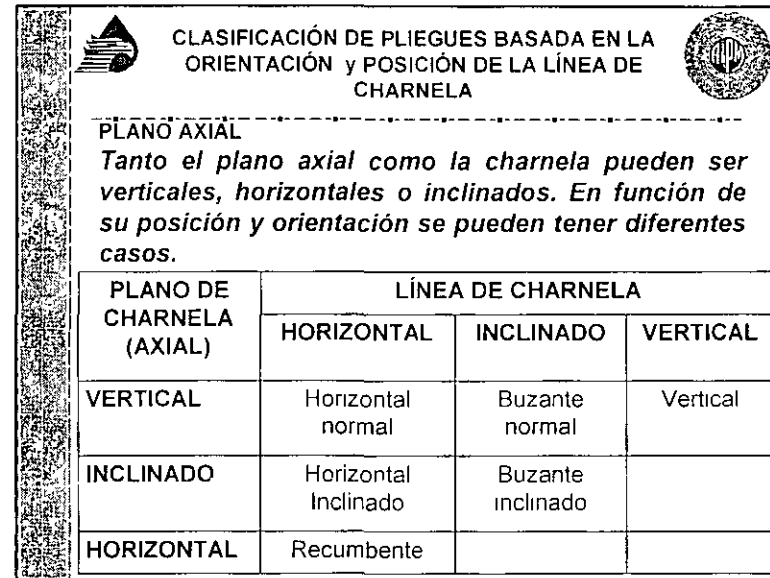 CLASIFICACIÓN DE PLIEGUES BASADA EN LA
ORIENTACIÓN y POSICIÓN DE LA LÍNEA DE
CHARNELA
PLANO AXIAL
Tanto el plano axial como la charnela pueden ser
verticales, horizontales o inclinados. En función de
su posición y orientación se pueden tener diferentes
casos.
PLANO DE
CHARNELA
(AXIAL)
LÍNEA DE CHARNELA
HORIZONTAL
INCLINADO
VERTICAL
VERTICAL
Horizontal
normal
Buzante
normal
Vertical
INCLINADO
Horizontal
Inclinado
Buzante
inclinado
HORIZONTAL
Recumbente